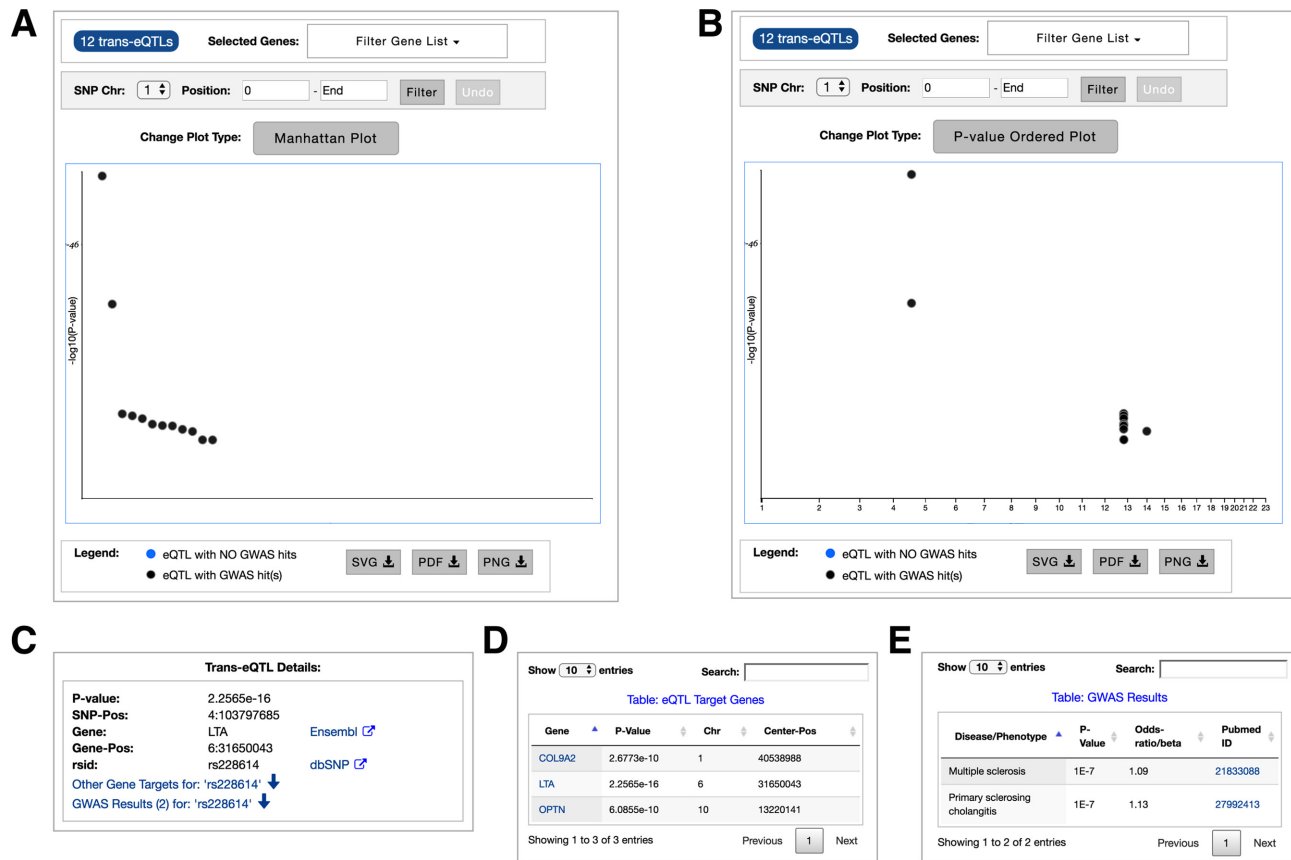 A
12 trans-eQTLs Selected Genes: Filter Gene List
SNP Chr: 1 Position: 0 - End Filter Undo
Change Plot Type: Manhattan Plot
-46
-log10(P-value)
Legend: eQTL with NO GWAS hits
eQTL with GWAS hit(s)
SVG PDF PNG
B
12 trans-eQTLs Selected Genes: Filter Gene List
SNP Chr: 1 Position: 0 - End Filter Undo
Change Plot Type: P-value Ordered Plot
-46
-log10(P-value)
1 2 3 4 5 6 7 8 9 10 11 12 13 14 15 16 17 18 19 20 21 22 23
Legend: eQTL with NO GWAS hits
eQTL with GWAS hit(s)
SVG PDF PNG
C
Trans-eQTL Details:
P-value: 2.2565e-16
SNP-Pos: 4:103797685
Gene: LTA Ensembl
Gene-Pos: 6:31650043
rsid: rs228614 dbSNP
Other Gene Targets for: 'rs228614'
GWAS Results (2) for: 'rs228614'
D
Show 10 entries Search:
Table: eQTL Target Genes
Gene P-Value Chr Center-Pos
COL9A2 2.6773e-10 1 40538988
LTA 2.2565e-16 6 31650043
OPTN 6.0855e-10 10 13220141
Showing 1 to 3 of 3 entries Previous 1 Next
E
Show 10 entries Search:
Table: GWAS Results
Disease/Phenotype P-Value Odds-ratio/beta Pubmed ID
Multiple sclerosis 1E-7 1.09 21833088
Primary sclerosing cholangitis 1E-7 1.13 27992413
Showing 1 to 2 of 2 entries Previous 1 Next